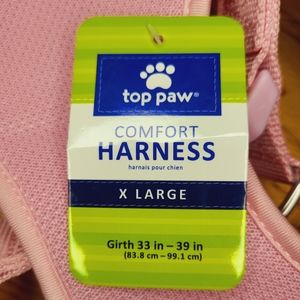 top paw®
COMFORT
HARNESS
harnais pour chien
X LARGE
Girth 33 in – 39 in
(83.8 cm – 99.1 cm)